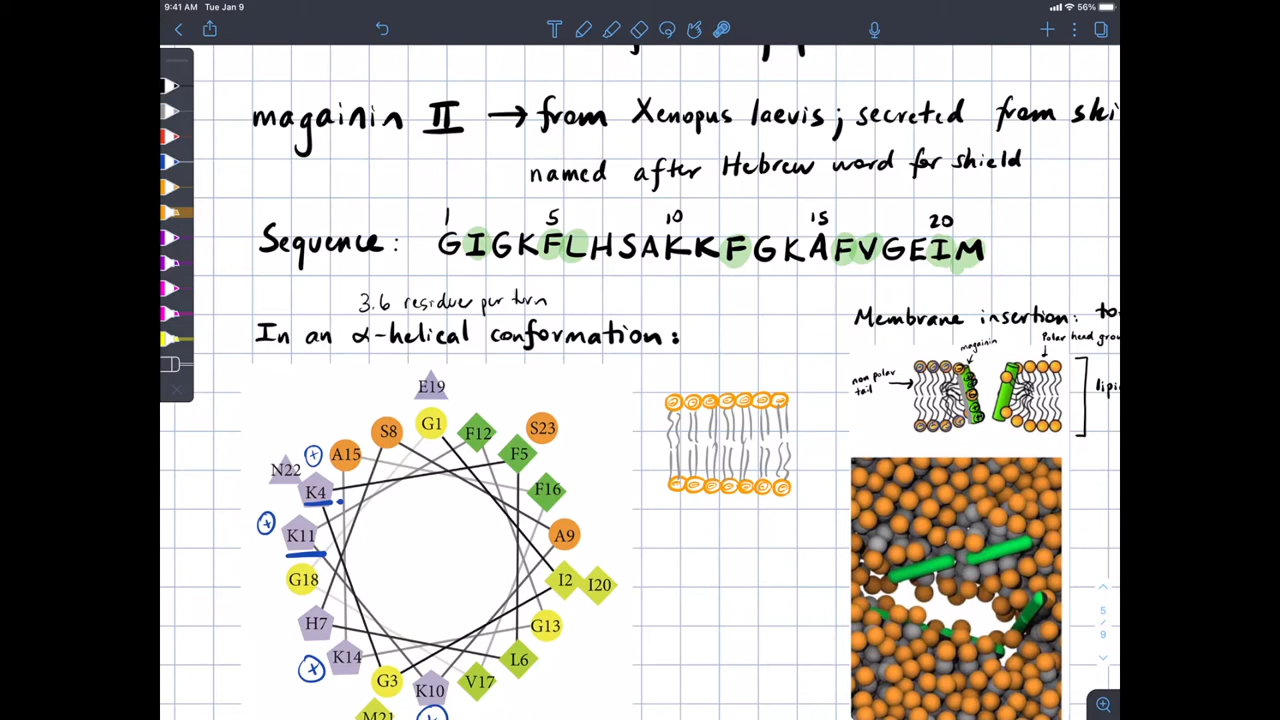 9:41 AM Tue Jan 9
56%
magainin II → from Xenopus laevis; secreted from ski
named after Hebrew word for shield
1 5 10 15 20
Sequence: GIGKFLHSAKKFGKAFVGEIM
3.6 residues per turn
In an α-helical conformation:
Membrane insertion: to
magainin
Polar head grou
non polar
tail
lipi
E19
G1
S8
F12
S23
A15
F5
N22
K4
F16
K11
A9
G18
I2
I20
H7
G13
K14
L6
G3
K10
V17
M21
5
/
9